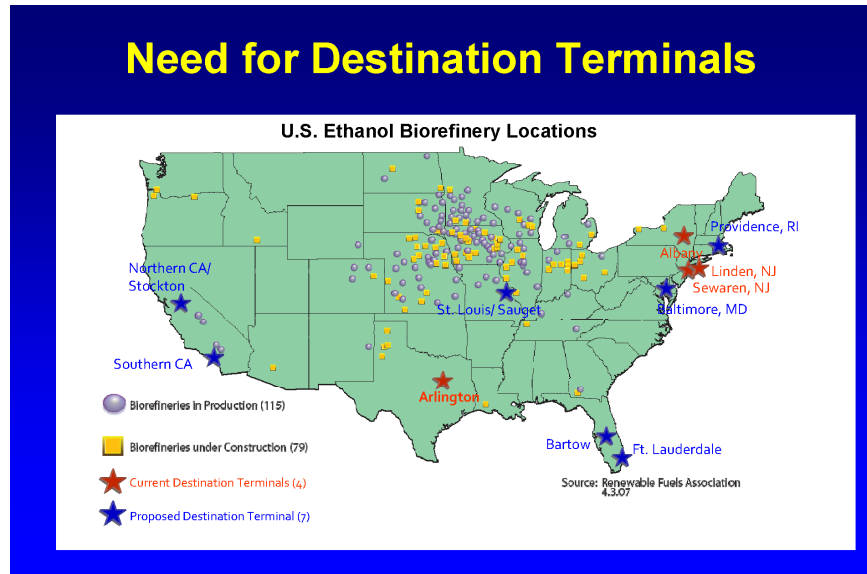 Need for Destination Terminals
U.S. Ethanol Biorefinery Locations
Providence, RI
Albany
Northern CA/
Stockton
Linden, NJ
Sewaren, NJ
St. Louis/ Sauget
Baltimore, MD
Southern CA
Arlington
Biorefineries in Production (115)
Biorefineries under Construction (79)
Bartow
Ft. Lauderdale
Current Destination Terminals (4)
Source: Renewable Fuels Association
4.3.07
Proposed Destination Terminal (7)